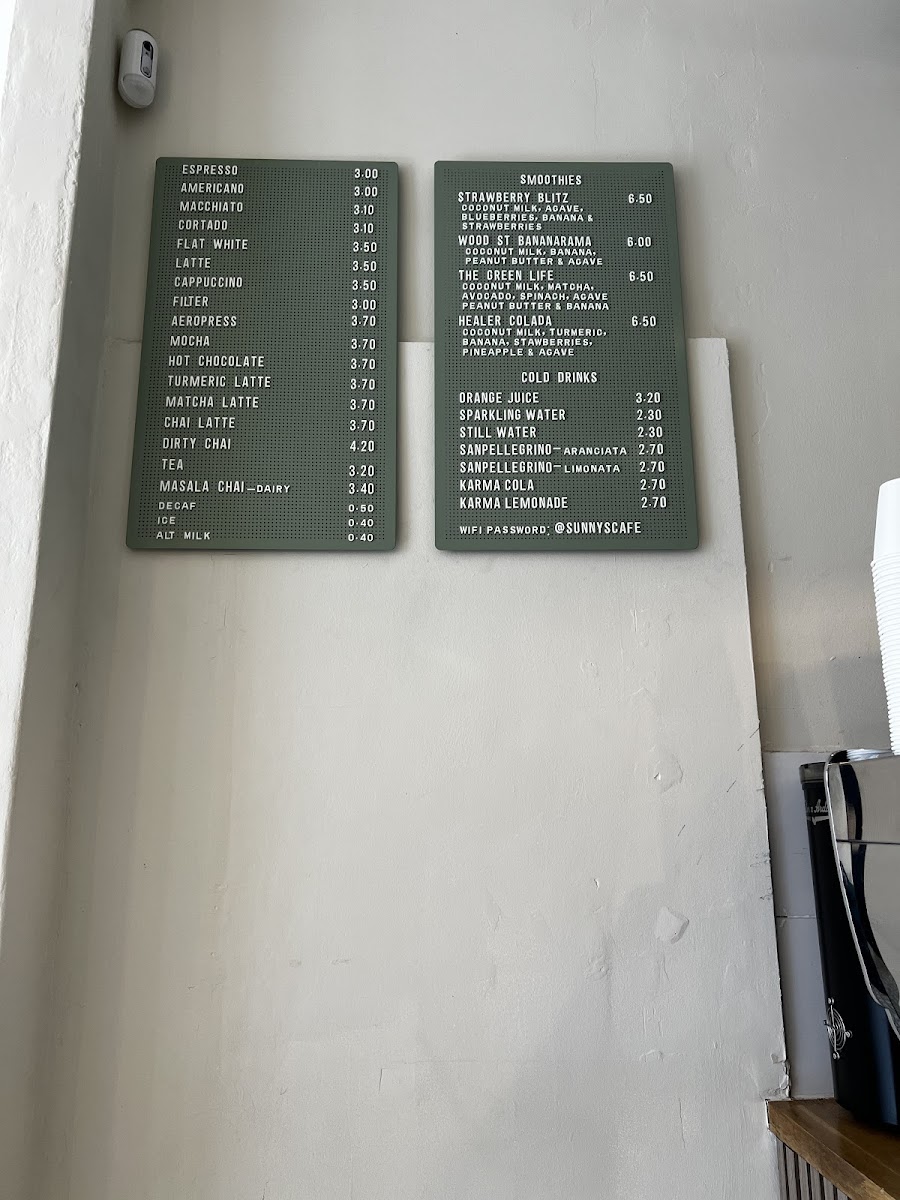 ESPRESSO 3.00
AMERICANO 3.00
MACCHIATO 3.10
CORTADO 3.10
FLAT WHITE 3.50
LATTE 3.50
CAPPUCCINO 3.50
FILTER 3.00
AEROPRESS 3.70
MOCHA 3.70
HOT CHOCOLATE 3.70
TURMERIC LATTE 3.70
MATCHA LATTE 3.70
CHAI LATTE 3.70
DIRTY CHAI 4.20
TEA 3.20
MASALA CHAI–DAIRY 3.40
DECAF 0.50
ICE 0.40
ALT MILK 0.40
SMOOTHIES
STRAWBERRY BLITZ 6.50
COCONUT MILK, AGAVE,
BLUEBERRIES, BANANA &
STRAWBERRIES
WOOD ST BANANARAMA 6.00
COCONUT MILK, BANANA,
PEANUT BUTTER & AGAVE
THE GREEN LIFE 6.50
COCONUT MILK, MATCHA,
AVOCADO, SPINACH, AGAVE
PEANUT BUTTER & BANANA
HEALER COLADA 6.50
COCONUT MILK, TURMERIC,
BANANA, STAWBERRIES,
PINEAPPLE & AGAVE
COLD DRINKS
ORANGE JUICE 3.20
SPARKLING WATER 2.30
STILL WATER 2.30
SANPELLEGRINO–ARANCIATA 2.70
SANPELLEGRINO–LIMONATA 2.70
KARMA COLA 2.70
KARMA LEMONADE 2.70
WIFI PASSWORD: @SUNNYSCAFE